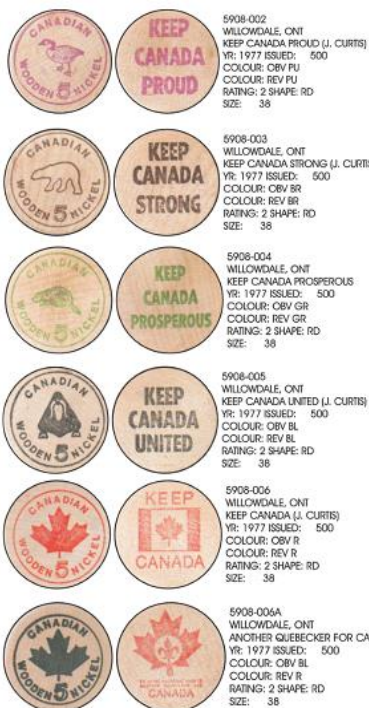 CANADIAN
WOODEN 5 NICKEL
KEEP
CANADA
PROUD
5908-002
WILLOWDALE, ONT
KEEP CANADA PROUD (J. CURTIS)
YR: 1977 ISSUED: 500
COLOUR: OBV PU
COLOUR: REV PU
RATING: 2 SHAPE: RD
SIZE: 38
CANADIAN
WOODEN 5 NICKEL
KEEP
CANADA
STRONG
5908-003
WILLOWDALE, ONT
KEEP CANADA STRONG (J. CURTIS
YR: 1977 ISSUED: 500
COLOUR: OBV BR
COLOUR: REV BR
RATING: 2 SHAPE: RD
SIZE: 38
CANADIAN
WOODEN 5 NICKEL
KEEP
CANADA
PROSPEROUS
5908-004
WILLOWDALE, ONT
KEEP CANADA PROSPEROUS
YR: 1977 ISSUED: 500
COLOUR: OBV GR
COLOUR: REV GR
RATING: 2 SHAPE: RD
SIZE: 38
CANADIAN
WOODEN 5 NICKEL
KEEP
CANADA
UNITED
5908-005
WILLOWDALE, ONT
KEEP CANADA UNITED (J. CURTIS)
YR: 1977 ISSUED: 500
COLOUR: OBV BL
COLOUR: REV BL
RATING: 2 SHAPE: RD
SIZE: 38
CANADIAN
WOODEN 5 NICKEL
KEEP
CANADA
5908-006
WILLOWDALE, ONT
KEEP CANADA (J. CURTIS)
YR: 1977 ISSUED: 500
COLOUR: OBV R
COLOUR: REV R
RATING: 2 SHAPE: RD
SIZE: 38
CANADIAN
WOODEN 5 NICKEL
CANADA
5908-006A
WILLOWDALE, ONT
ANOTHER QUEBECKER FOR CA
YR: 1977 ISSUED: 500
COLOUR: OBV BL
COLOUR: REV R
RATING: 2 SHAPE: RD
SIZE: 38